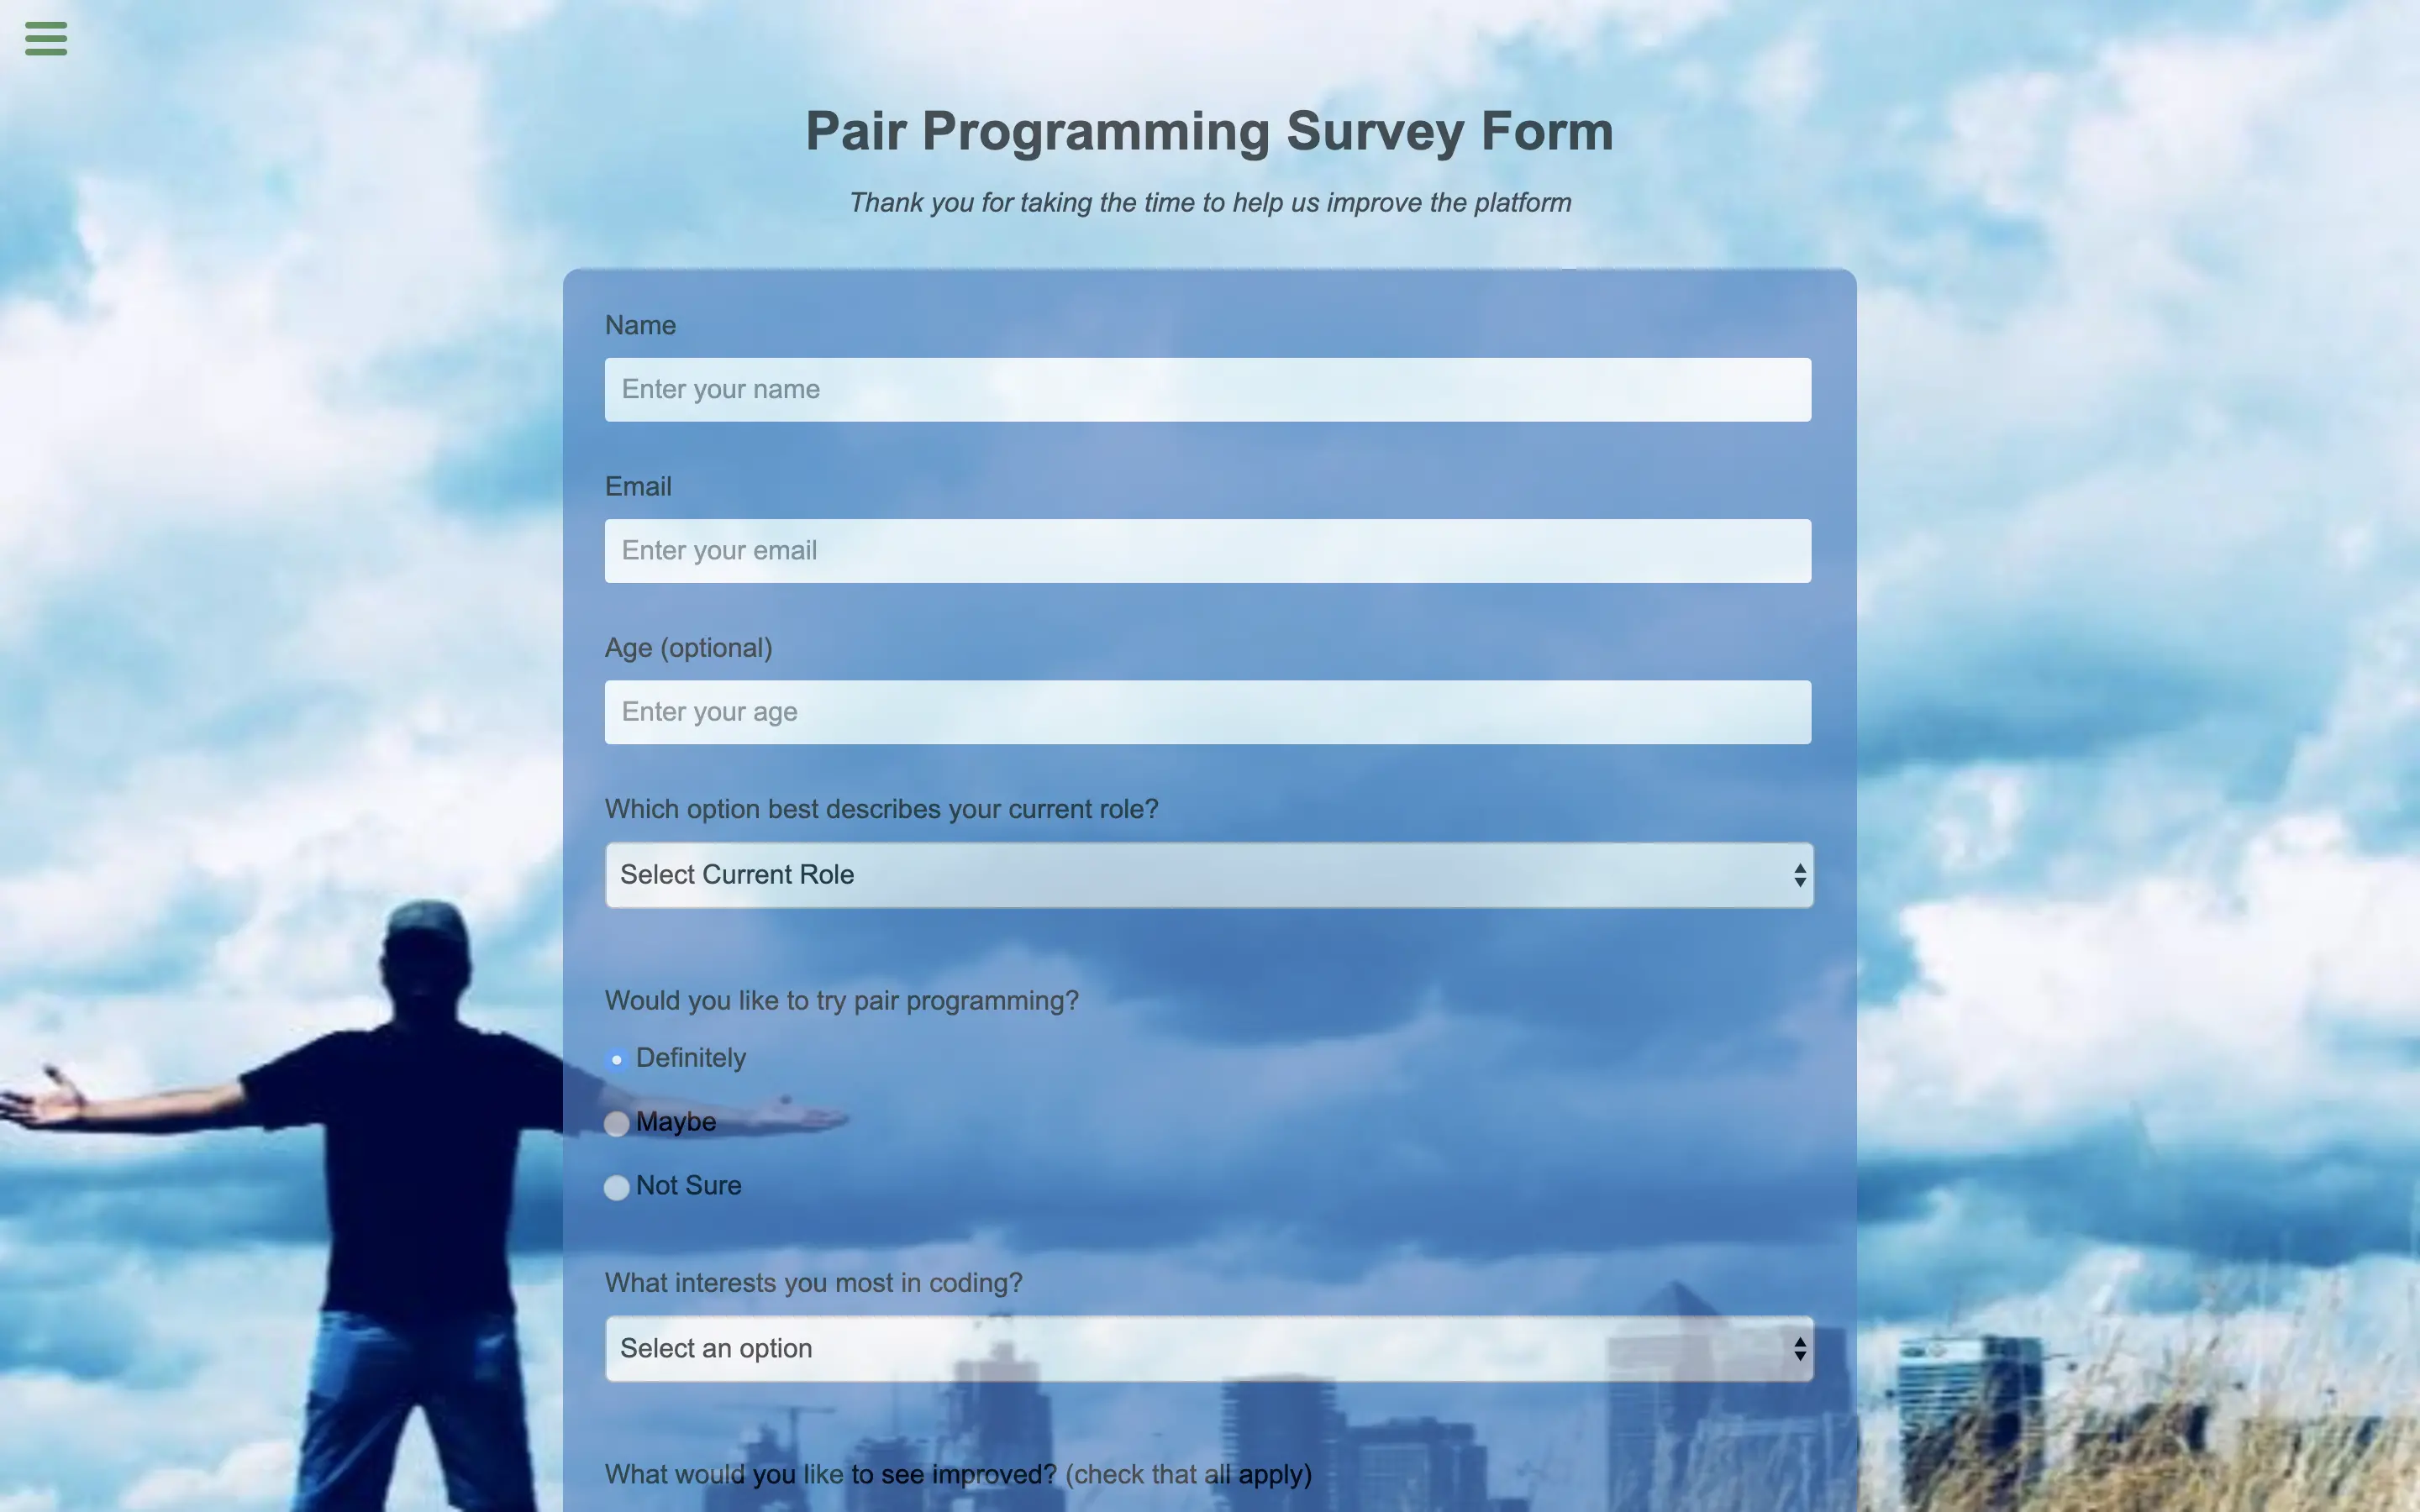 Pair Programming Survey Form
Thank you for taking the time to help us improve the platform
Name
Enter your name
Email
Enter your email
Age (optional)
Enter your age
Which option best describes your current role?
Select Current Role
Would you like to try pair programming?
Definitely
Maybe
Not Sure
What interests you most in coding?
Select an option
What would you like to see improved? (check that all apply)